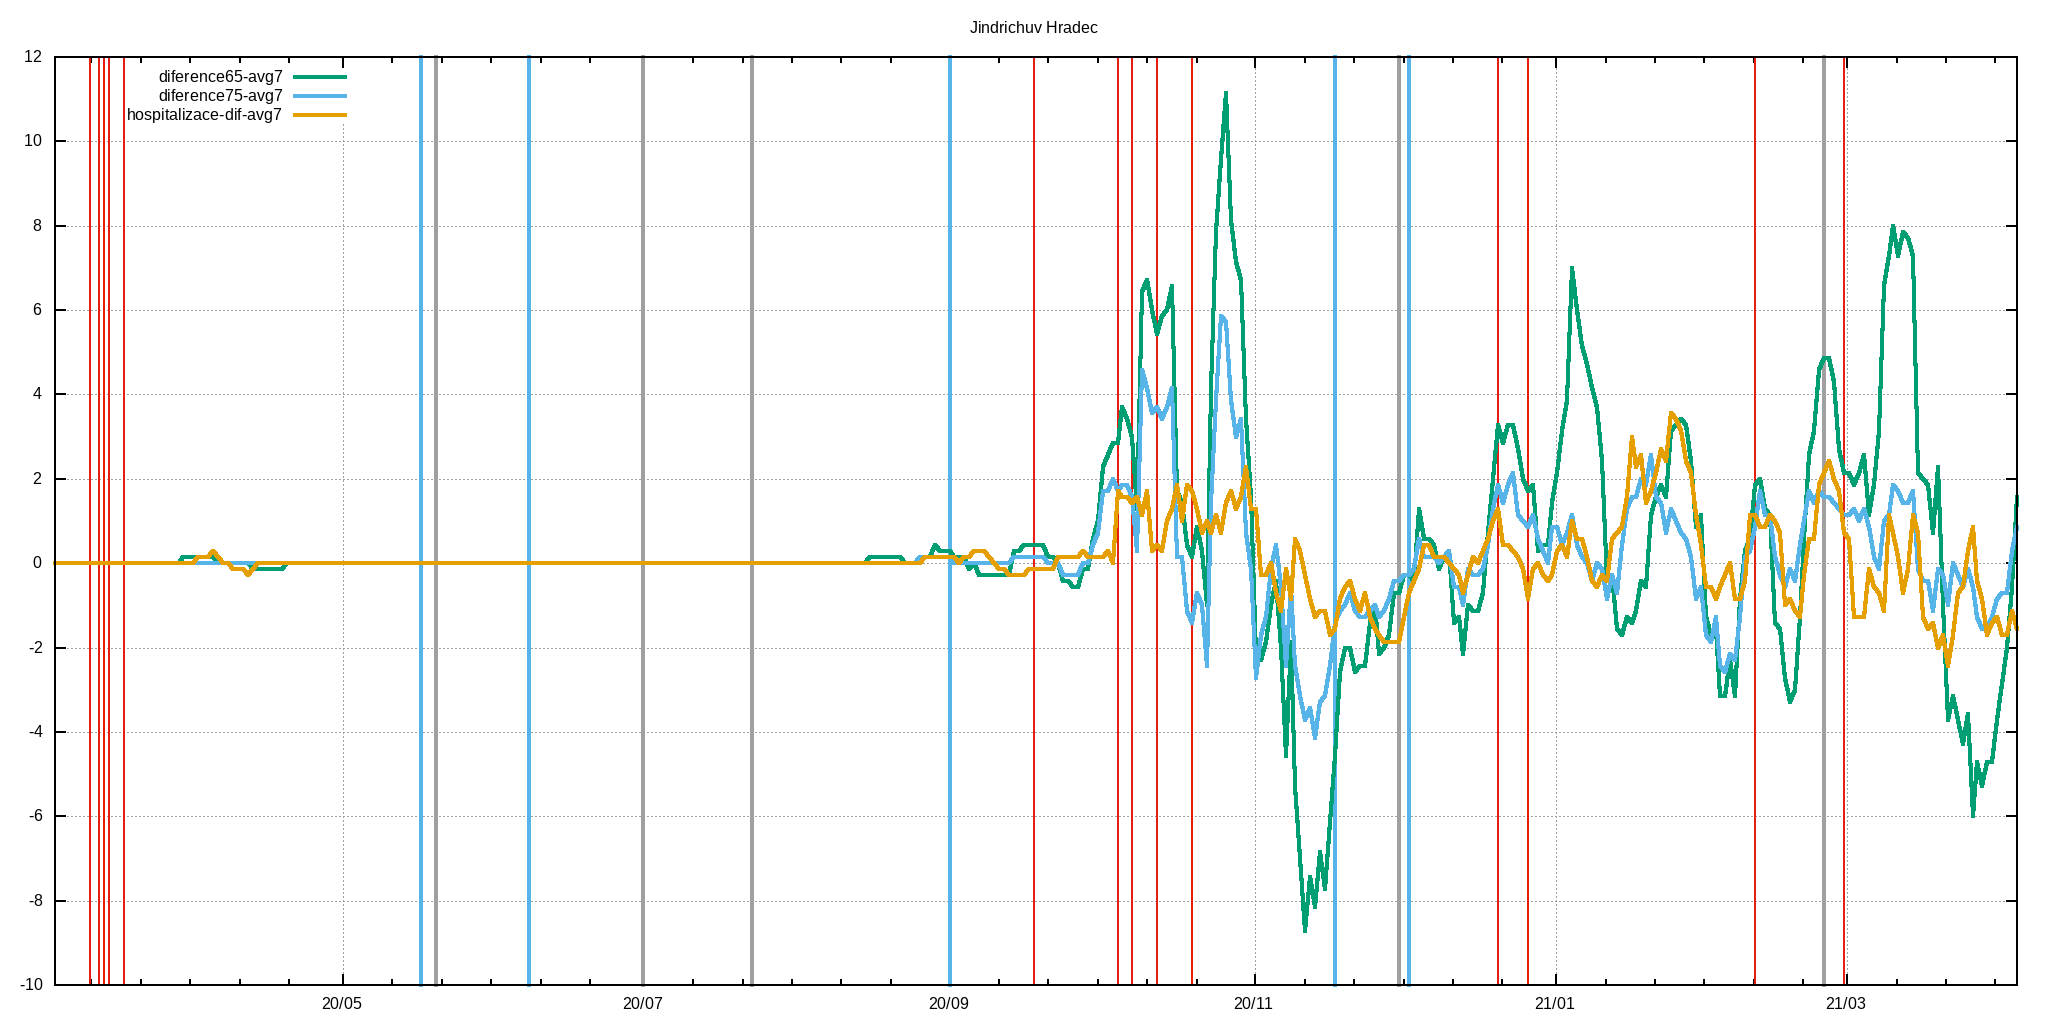 Jindrichuv Hradec
12
10
8
6
4
2
0
-2
-4
-6
-8
-10
diference65-avg7
diference75-avg7
hospitalizace-dif-avg7
20/05 20/07 20/09 20/11 21/01 21/03